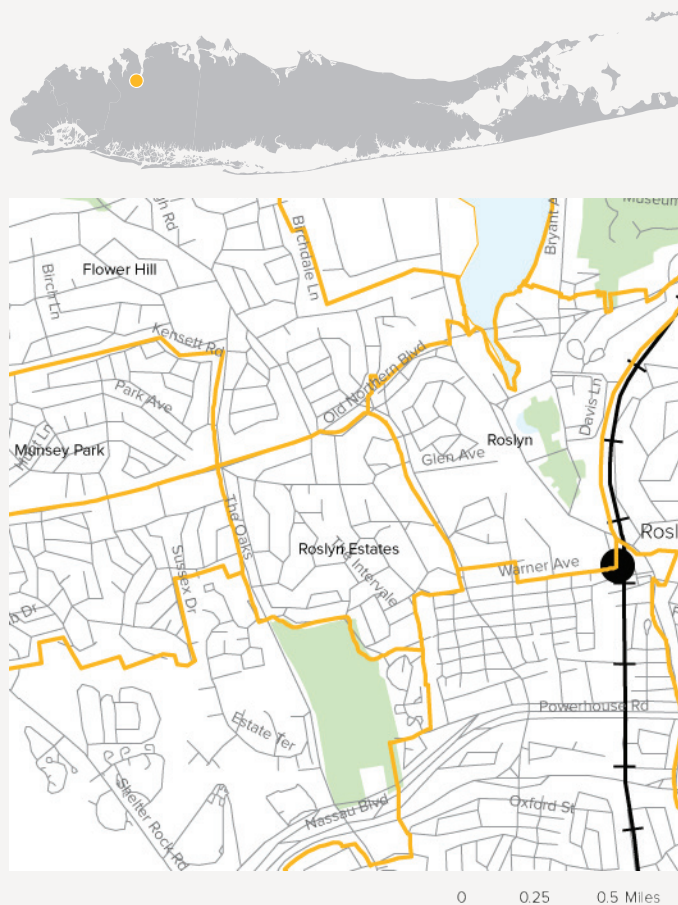 Museum
Bryant A
gh Rd
Birchdale Ln
Flower Hill
Birch Ln
Kensett Rd
Old Northern Blvd
Park Ave
Davis Ln
Munsey Park
Hunt Ln
Roslyn
Glen Ave
The Oaks
Rosl
Roslyn Estates
The Intervale
Sussex Dr
Warner Ave
Dr
Powerhouse Rd
Estate Ter
Shelter Rock Rd
Nassau Blvd
Oxford St
0 0.25 0.5 Miles